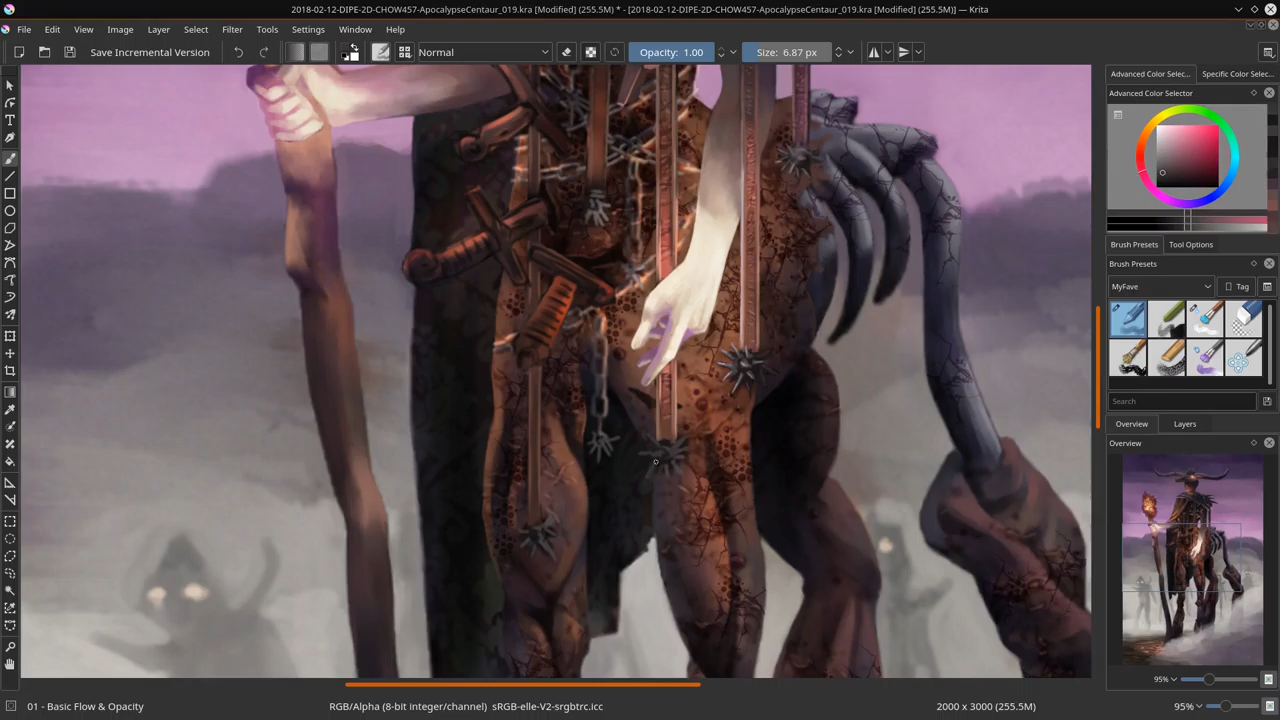 2018-02-12-DIPE-2D-CHOW457-ApocalypseCentaur_019.kra [Modified] (255.5M) * - [2018-02-12-DIPE-2D-CHOW457-ApocalypseCentaur_019.kra [Modified] (255.5M)] — Krita
File Edit View Image Layer Select Filter Tools Settings Window Help
Save Incremental Version Normal Opacity: 1.00 Size: 6.87 px
Advanced Color Selec... Specific Color Selec...
Advanced Color Selector
Brush Presets Tool Options
Brush Presets
MyFave Tag
Search
Overview Layers
Overview
95%
01 - Basic Flow & Opacity RGB/Alpha (8-bit integer/channel) sRGB-elle-V2-srgbtrc.icc 2000 x 3000 (255.5M) 95%